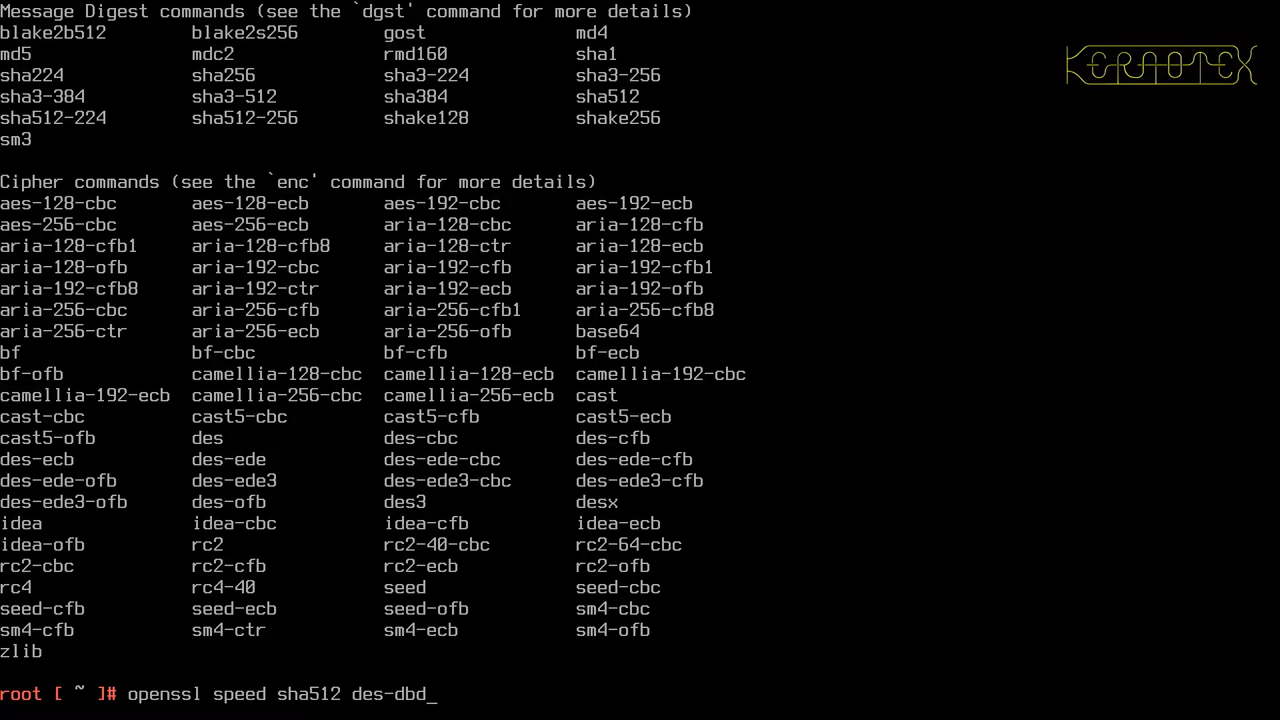 Message Digest commands (see the `dgst' command for more details)
blake2b512 blake2s256 gost md4
md5 mdc2 rmd160 sha1
sha224 sha256 sha3-224 sha3-256
sha3-384 sha3-512 sha384 sha512
sha512-224 sha512-256 shake128 shake256
sm3
Cipher commands (see the `enc' command for more details)
aes-128-cbc aes-128-ecb aes-192-cbc aes-192-ecb
aes-256-cbc aes-256-ecb aria-128-cbc aria-128-cfb
aria-128-cfb1 aria-128-cfb8 aria-128-ctr aria-128-ecb
aria-128-ofb aria-192-cbc aria-192-cfb aria-192-cfb1
aria-192-cfb8 aria-192-ctr aria-192-ecb aria-192-ofb
aria-256-cbc aria-256-cfb aria-256-cfb1 aria-256-cfb8
aria-256-ctr aria-256-ecb aria-256-ofb base64
bf bf-cbc bf-cfb bf-ecb
bf-ofb camellia-128-cbc camellia-128-ecb camellia-192-cbc
camellia-192-ecb camellia-256-cbc camellia-256-ecb cast
cast-cbc cast5-cbc cast5-cfb cast5-ecb
cast5-ofb des des-cbc des-cfb
des-ecb des-ede des-ede-cbc des-ede-cfb
des-ede-ofb des-ede3 des-ede3-cbc des-ede3-cfb
des-ede3-ofb des-ofb des3 desx
idea idea-cbc idea-cfb idea-ecb
idea-ofb rc2 rc2-40-cbc rc2-64-cbc
rc2-cbc rc2-cfb rc2-ecb rc2-ofb
rc4 rc4-40 seed seed-cbc
seed-cfb seed-ecb seed-ofb sm4-cbc
sm4-cfb sm4-ctr sm4-ecb sm4-ofb
zlib
root [ ~ ]# openssl speed sha512 des-dbd_